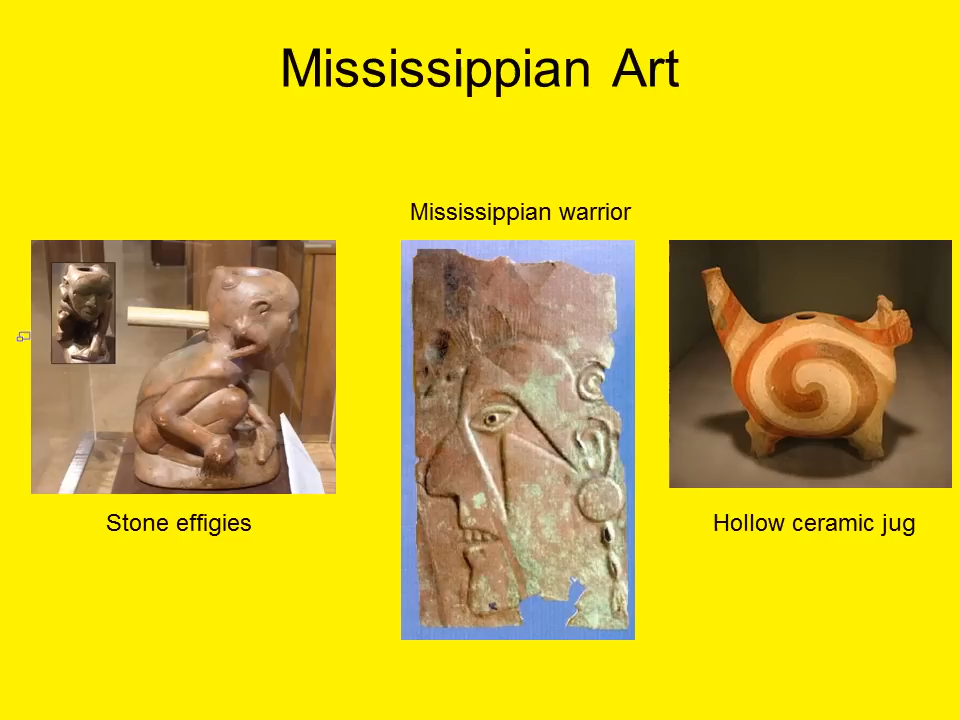 Mississippian Art
Mississippian warrior
Stone effigies
Hollow ceramic jug